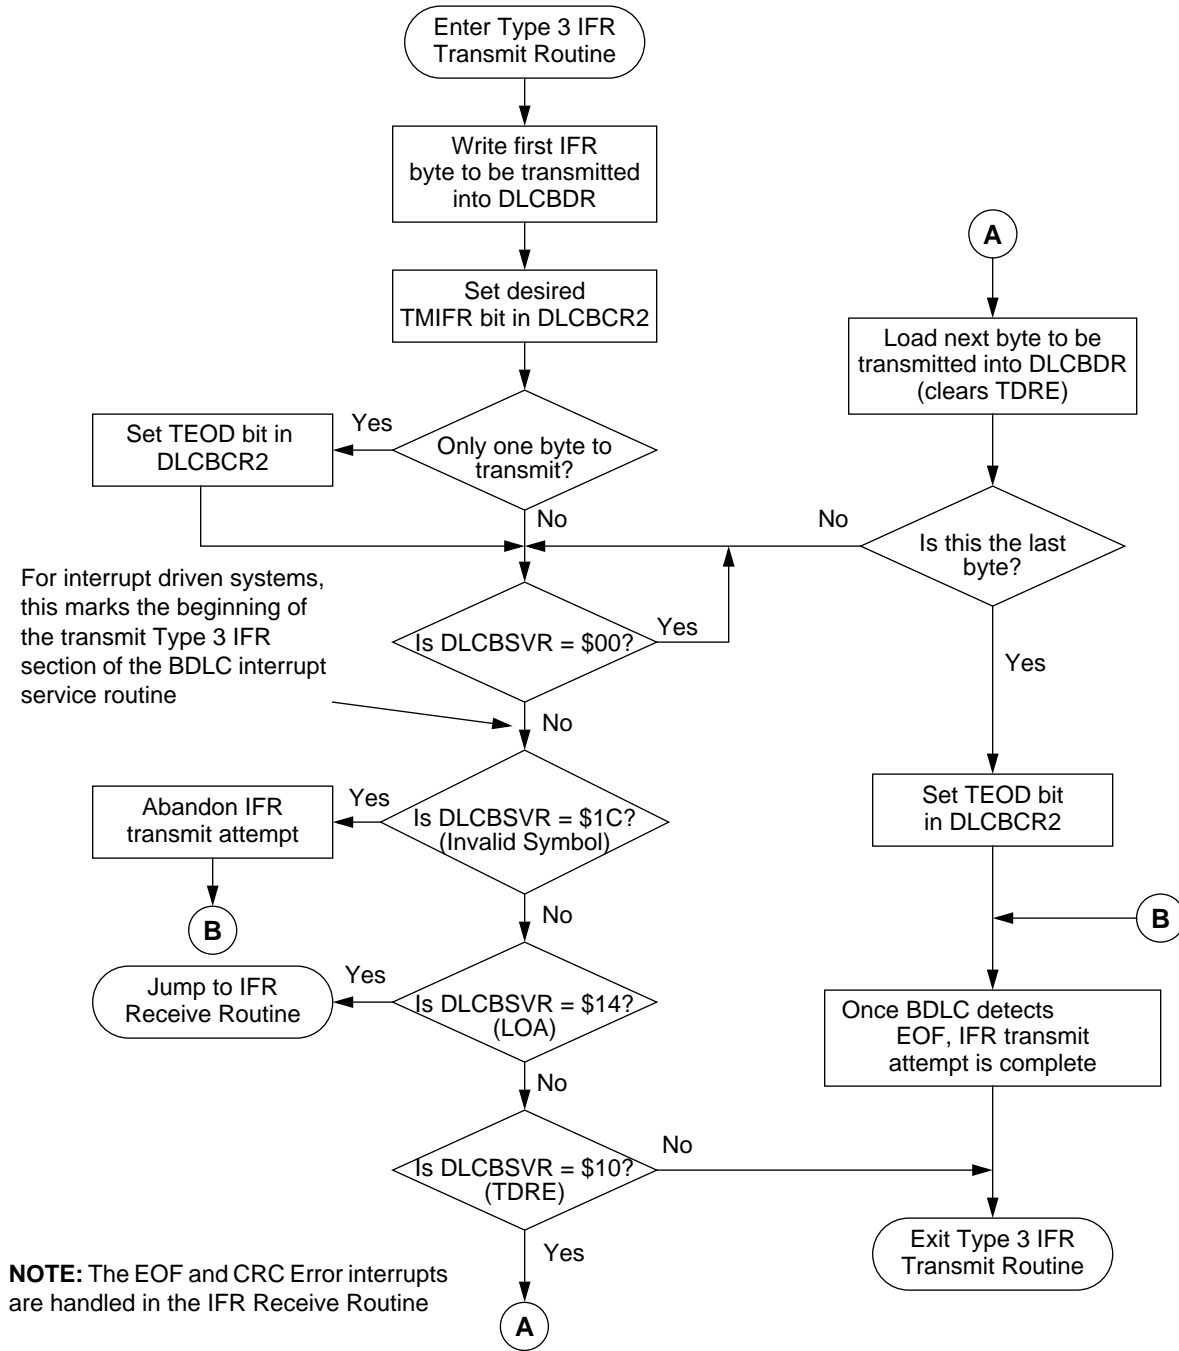 Enter Type 3 IFR
Transmit Routine
Write first IFR
byte to be transmitted
into DLCBDR
Set desired
TMIFR bit in DLCBCR2
Only one byte to
transmit?
Yes
Set TEOD bit in
DLCBCR2
No
For interrupt driven systems,
this marks the beginning of
the transmit Type 3 IFR
section of the BDLC interrupt
service routine
Is DLCBSVR = $00?
Yes
No
Is DLCBSVR = $1C?
(Invalid Symbol)
Yes
Abandon IFR
transmit attempt
B
No
Is DLCBSVR = $14?
(LOA)
Yes
Jump to IFR
Receive Routine
No
Is DLCBSVR = $10?
(TDRE)
No
Yes
A
A
Load next byte to be
transmitted into DLCBDR
(clears TDRE)
Is this the last
byte?
No
Yes
Set TEOD bit
in DLCBCR2
B
Once BDLC detects
EOF, IFR transmit
attempt is complete
Exit Type 3 IFR
Transmit Routine
NOTE: The EOF and CRC Error interrupts
are handled in the IFR Receive Routine